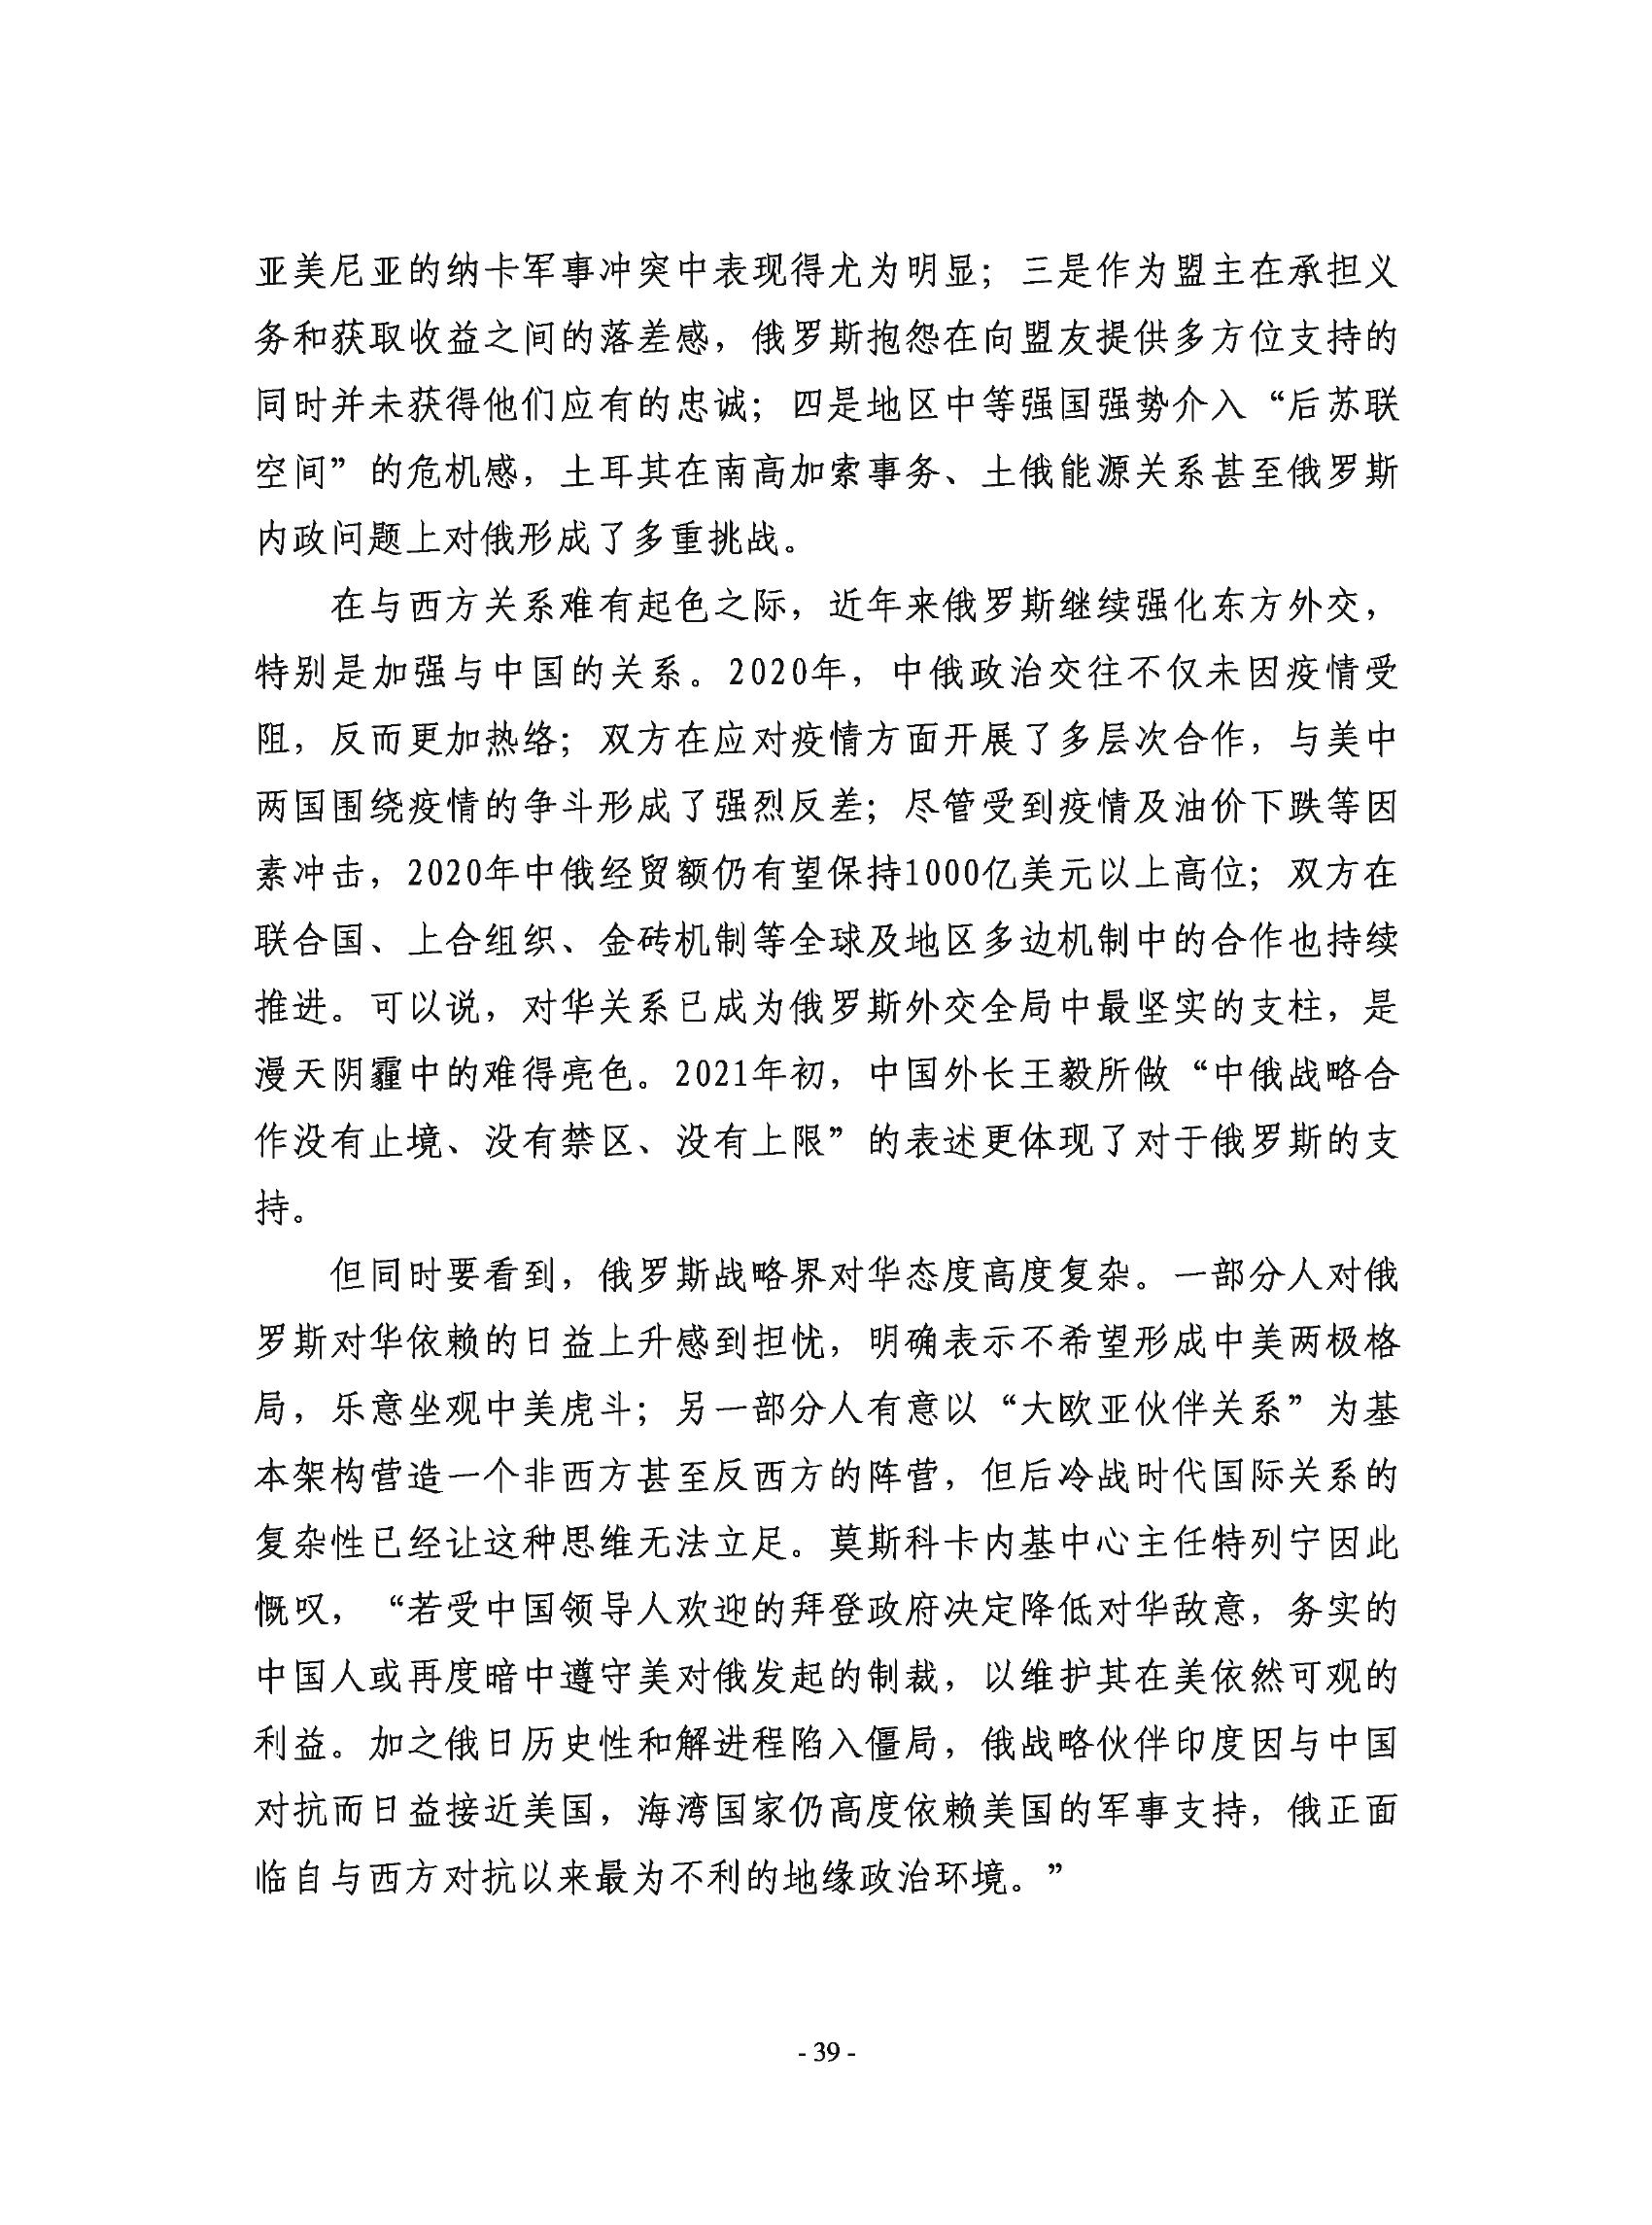 亚美尼亚的纳卡军事冲突中表现得尤为明显；三是作为盟主在承担义
务和获取收益之间的落差感，俄罗斯抱怨在向盟友提供多方位支持的
同时并未获得他们应有的忠诚；四是地区中等强国强势介入“后苏联
空间”的危机感，土耳其在南高加索事务、土俄能源关系甚至俄罗斯
内政问题上对俄形成了多重挑战。
在与西方关系难有起色之际，近年来俄罗斯继续强化东方外交，
特别是加强与中国的关系。2020年，中俄政治交往不仅未因疫情受
阻，反而更加热络；双方在应对疫情方面开展了多层次合作，与美中
两国围绕疫情的争斗形成了强烈反差；尽管受到疫情及油价下跌等因
素冲击，2020年中俄经贸额仍有望保持1000亿美元以上高位；双方在
联合国、上合组织、金砖机制等全球及地区多边机制中的合作也持续
推进。可以说，对华关系已成为俄罗斯外交全局中最坚实的支柱，是
漫天阴霾中的难得亮色。2021年初，中国外长王毅所做“中俄战略合
作没有止境、没有禁区、没有上限”的表述更体现了对于俄罗斯的支
持。
但同时要看到，俄罗斯战略界对华态度高度复杂。一部分人对俄
罗斯对华依赖的日益上升感到担忧，明确表示不希望形成中美两极格
局，乐意坐观中美虎斗；另一部分人有意以“大欧亚伙伴关系”为基
本架构营造一个非西方甚至反西方的阵营，但后冷战时代国际关系的
复杂性已经让这种思维无法立足。莫斯科卡内基中心主任特列宁因此
慨叹，“若受中国领导人欢迎的拜登政府决定降低对华敌意，务实的
中国人或再度暗中遵守美对俄发起的制裁，以维护其在美依然可观的
利益。加之俄日历史性和解进程陷入僵局，俄战略伙伴印度因与中国
对抗而日益接近美国，海湾国家仍高度依赖美国的军事支持，俄正面
临自与西方对抗以来最为不利的地缘政治环境。”
- 39 -